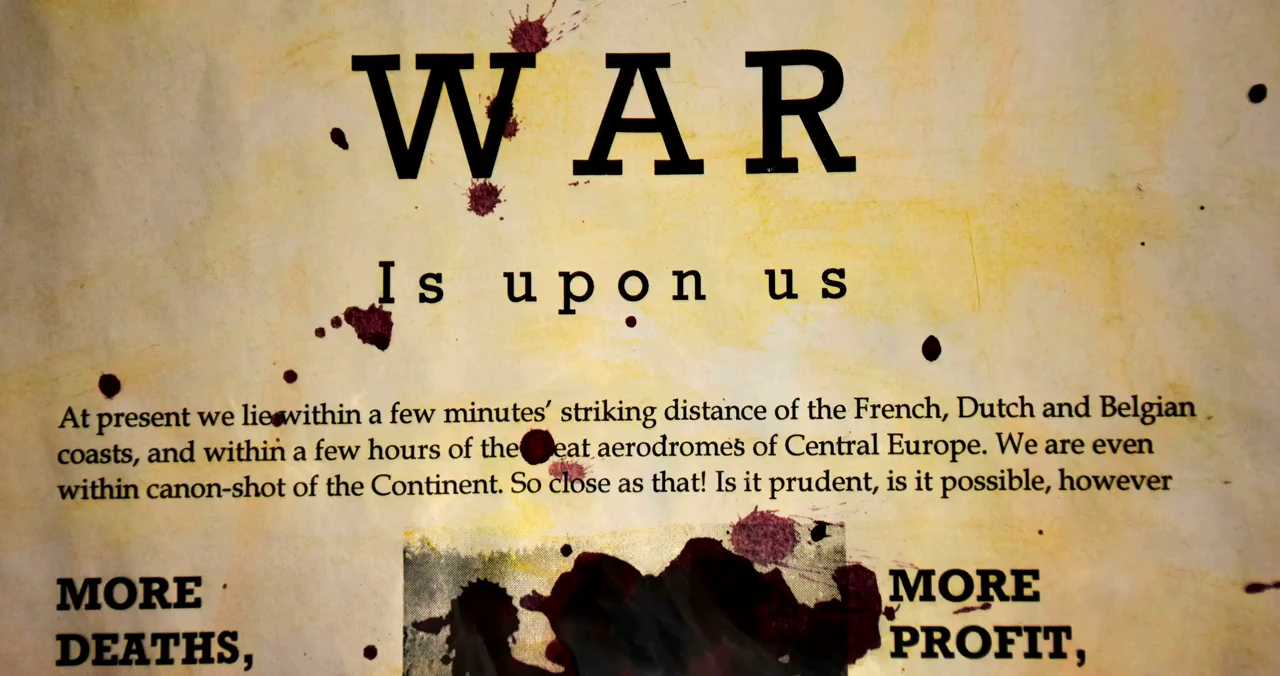 WAR
Is upon us
At present we lie within a few minutes’ striking distance of the French, Dutch and Belgian
coasts, and within a few hours of the eat aerodromes of Central Europe. We are even
within canon-shot of the Continent. So close as that! Is it prudent, is it possible, however
MORE
DEATHS,
MORE
PROFIT,